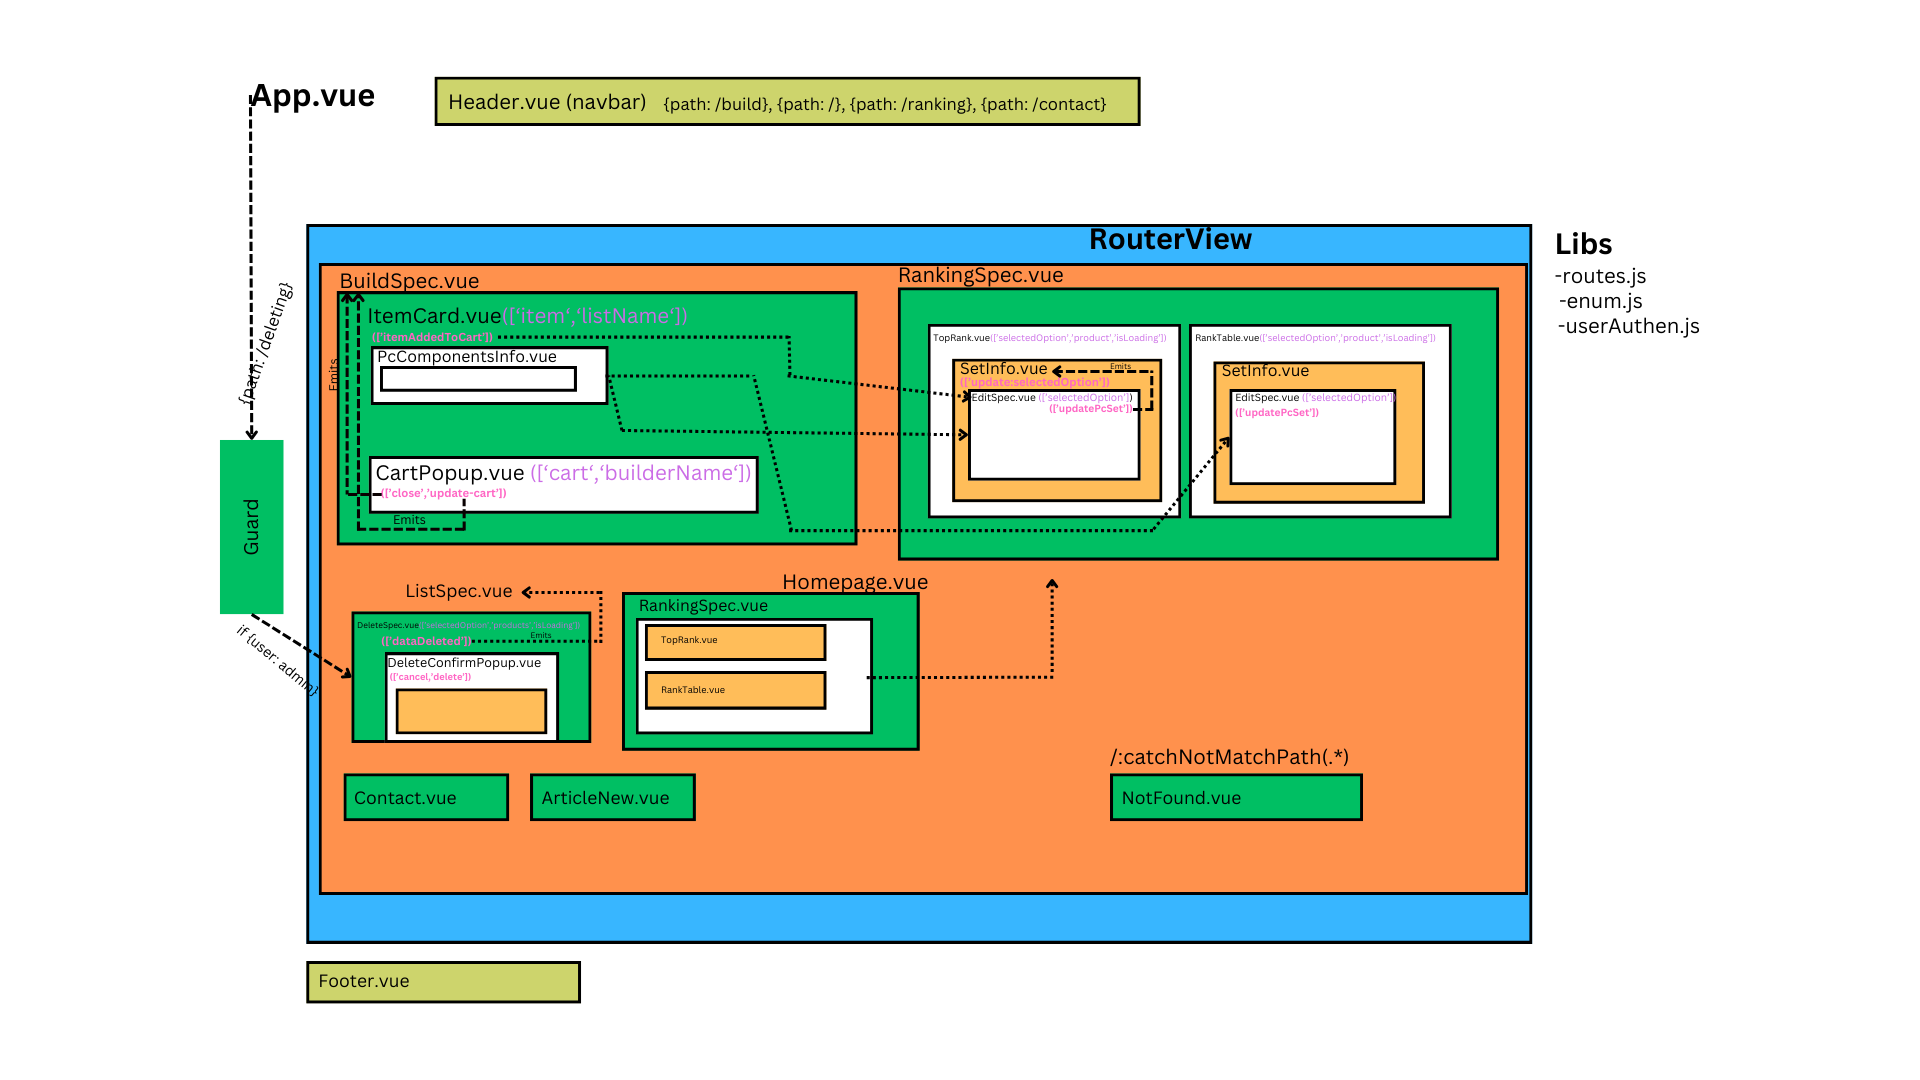 App.vue
Header.vue (navbar) {path: /build}, {path: /}, {path: /ranking}, {path: /contact}
{path: /deleting}
Guard
if {user: admin}
RouterView
Libs
-routes.js
-enum.js
-userAuthen.js
BuildSpec.vue
ItemCard.vue(['item','listName'])
(['itemAddedToCart'])
PcComponentsInfo.vue
Emits
CartPopup.vue (['cart','builderName'])
(['close','update-cart'])
Emits
RankingSpec.vue
TopRank.vue(['selectedOption','product','isLoading'])
SetInfo.vue
Emits
(['update:selectedOption'])
EditSpec.vue (['selectedOption'])
(['updatePcSet'])
RankTable.vue(['selectedOption','product','isLoading'])
SetInfo.vue
EditSpec.vue (['selectedOption']
(['updatePcSet'])
ListSpec.vue
DeleteSpec.vue(['selectedOption','products','isLoading'])
(['dataDeleted'])
Emits
DeleteConfirmPopup.vue
(['cancel,'delete'])
Homepage.vue
RankingSpec.vue
TopRank.vue
RankTable.vue
Contact.vue
ArticleNew.vue
/:catchNotMatchPath(.*)
NotFound.vue
Footer.vue